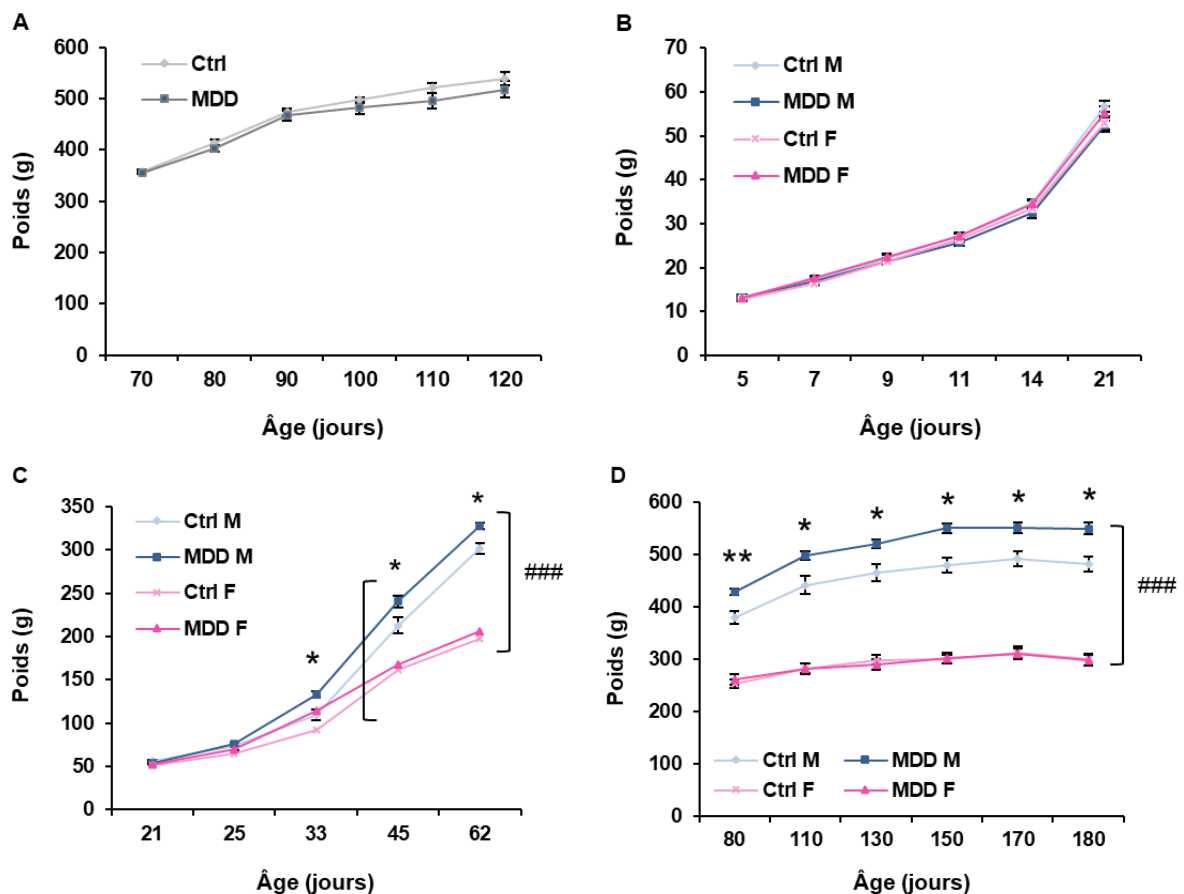 A
600
500
400
300
200
100
0
Poids (g)
Ctrl
MDD
70 80 90 100 110 120
Âge (jours)
B
70
60
50
40
30
20
10
0
Poids (g)
Ctrl M
MDD M
Ctrl F
MDD F
5 7 9 11 14 21
Âge (jours)
C
350
300
250
200
150
100
50
0
Poids (g)
Ctrl M
MDD M
Ctrl F
MDD F
*
*
*
###
21 25 33 45 62
Âge (jours)
D
600
500
400
300
200
100
0
Poids (g)
** * * * * *
###
Ctrl M MDD M
Ctrl F MDD F
80 110 130 150 170 180
Âge (jours)